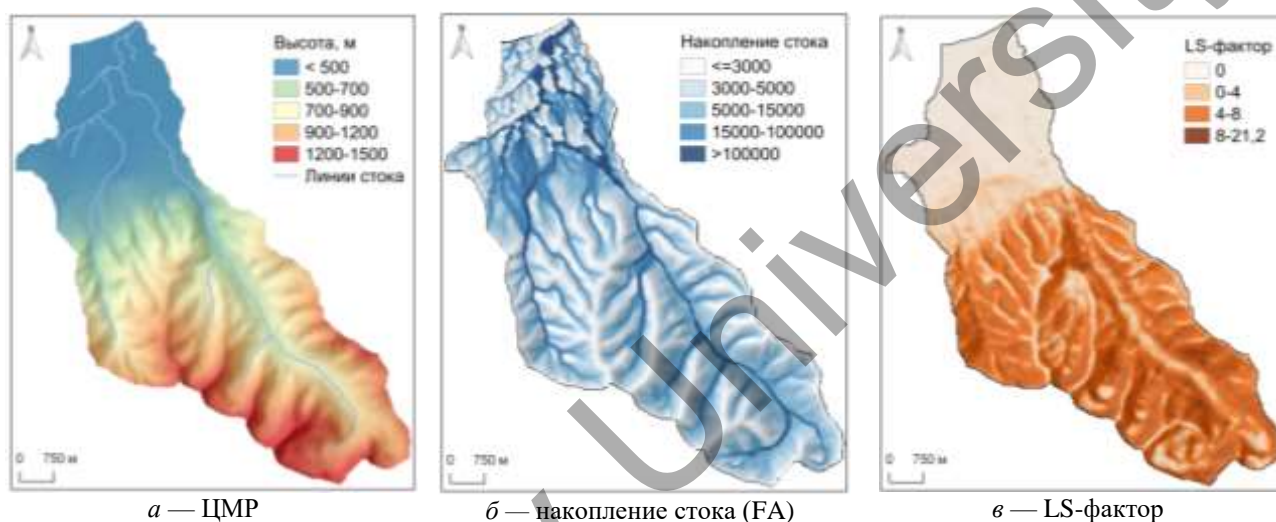 Высота, м
< 500
500-700
700-900
900-1200
1200-1500
Линии стока
0 750 м
а — ЦМР
Накопление стока
<=3000
3000-5000
5000-15000
15000-100000
>100000
0 750 м
б — накопление стока (FA)
LS-фактор
0
0-4
4-8
8-21,2
0 750 м
в — LS-фактор
University